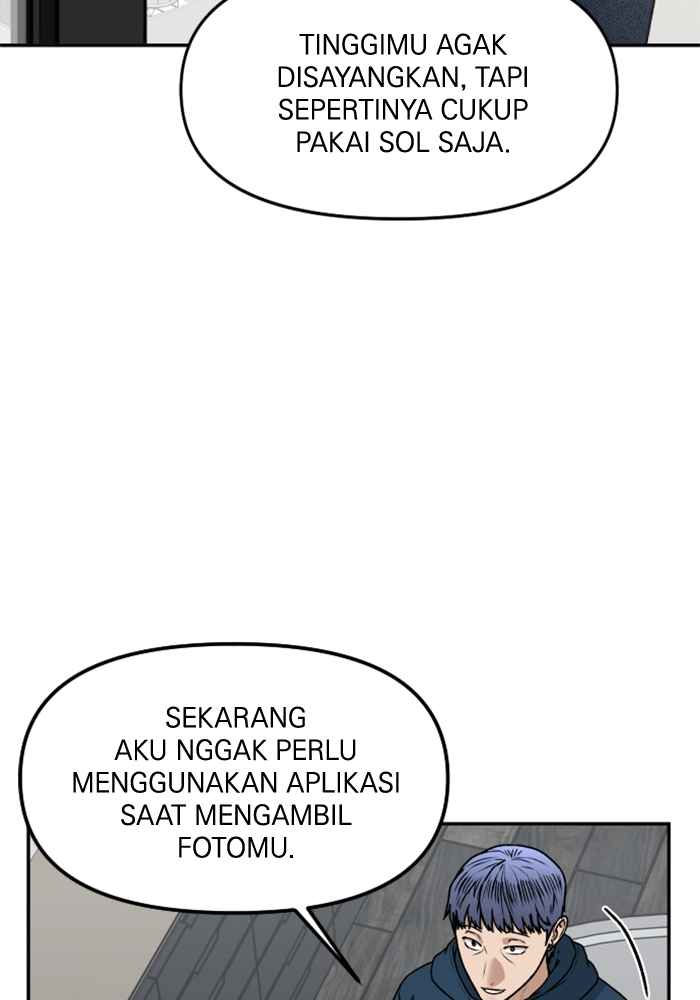 TINGGIMU AGAK
DISAYANGKAN, TAPI
SEPERTINYA CUKUP
PAKAI SOL SAJA.
SEKARANG
AKU NGGAK PERLU
MENGGUNAKAN APLIKASI
SAAT MENGAMBIL
FOTOMU.